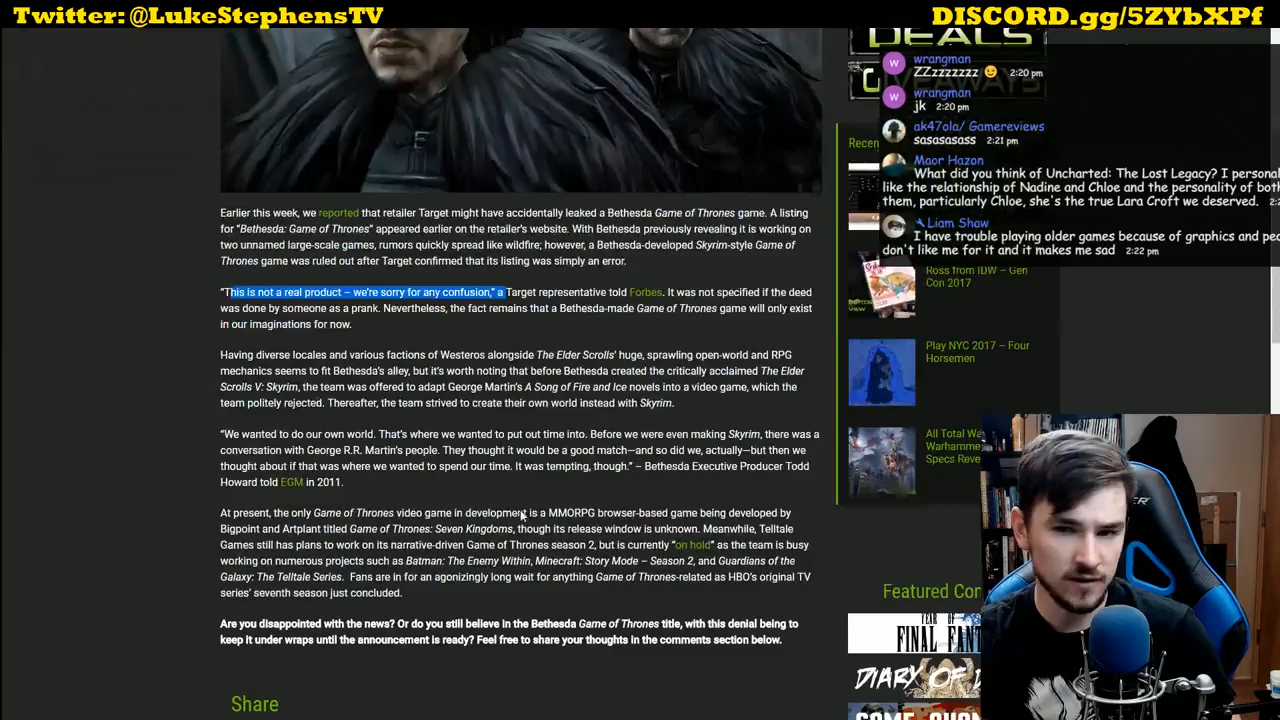 Twitter: @LukeStephensTV
DISCORD.gg/5ZYbXPf
DEALS
GIVEAWAYS
wrangman
W
ZZzzzzzzz 😉 2:20 pm
wrangman
W
jk 2:20 pm
ak47ola/ Gamereviews
sasasasass 2:21 pm
Maor Hazon
What did you think of Uncharted: The Lost Legacy? I personal
like the relationship of Nadine and Chloe and the personality of both
them, particularly Chloe, she's the true Lara Croft we deserved. 2:2
Liam Shaw
I have trouble playing older games because of graphics and peo
don't like me for it and it makes me sad 2:22 pm
Earlier this week, we reported that retailer Target might have accidentally leaked a Bethesda Game of Thrones game. A listing
for "Bethesda: Game of Thrones" appeared earlier on the retailer's website. With Bethesda previously revealing it is working on
two unnamed large-scale games, rumors quickly spread like wildfire; however, a Bethesda-developed Skyrim-style Game of
Thrones game was ruled out after Target confirmed that its listing was simply an error.
"This is not a real product – we're sorry for any confusion," a Target representative told Forbes. It was not specified if the deed
was done by someone as a prank. Nevertheless, the fact remains that a Bethesda-made Game of Thrones game will only exist
in our imaginations for now.
Having diverse locales and various factions of Westeros alongside The Elder Scrolls' huge, sprawling open-world and RPG
mechanics seems to fit Bethesda's alley, but it's worth noting that before Bethesda created the critically acclaimed The Elder
Scrolls V: Skyrim, the team was offered to adapt George Martin's A Song of Fire and Ice novels into a video game, which the
team politely rejected. Thereafter, the team strived to create their own world instead with Skyrim.
"We wanted to do our own world. That's where we wanted to put out time into. Before we were even making Skyrim, there was a
conversation with George R.R. Martin's people. They thought it would be a good match—and so did we, actually—but then we
thought about if that was where we wanted to spend our time. It was tempting, though." – Bethesda Executive Producer Todd
Howard told EGM in 2011.
At present, the only Game of Thrones video game in development is a MMORPG browser-based game being developed by
Bigpoint and Artplant titled Game of Thrones: Seven Kingdoms, though its release window is unknown. Meanwhile, Telltale
Games still has plans to work on its narrative-driven Game of Thrones season 2, but is currently "on hold" as the team is busy
working on numerous projects such as Batman: The Enemy Within, Minecraft: Story Mode – Season 2, and Guardians of the
Galaxy: The Telltale Series. Fans are in for an agonizingly long wait for anything Game of Thrones-related as HBO's original TV
series' seventh season just concluded.
Are you disappointed with the news? Or do you still believe in the Bethesda Game of Thrones title, with this denial being to
keep it under wraps until the announcement is ready? Feel free to share your thoughts in the comments section below.
Share
Recen
Ross from IDW – Gen
Con 2017
Play NYC 2017 – Four
Horsemen
All Total Wa
Warhamme
Specs Reve
Featured Con
YEAR OF
FINAL FANT
DIARY OF D